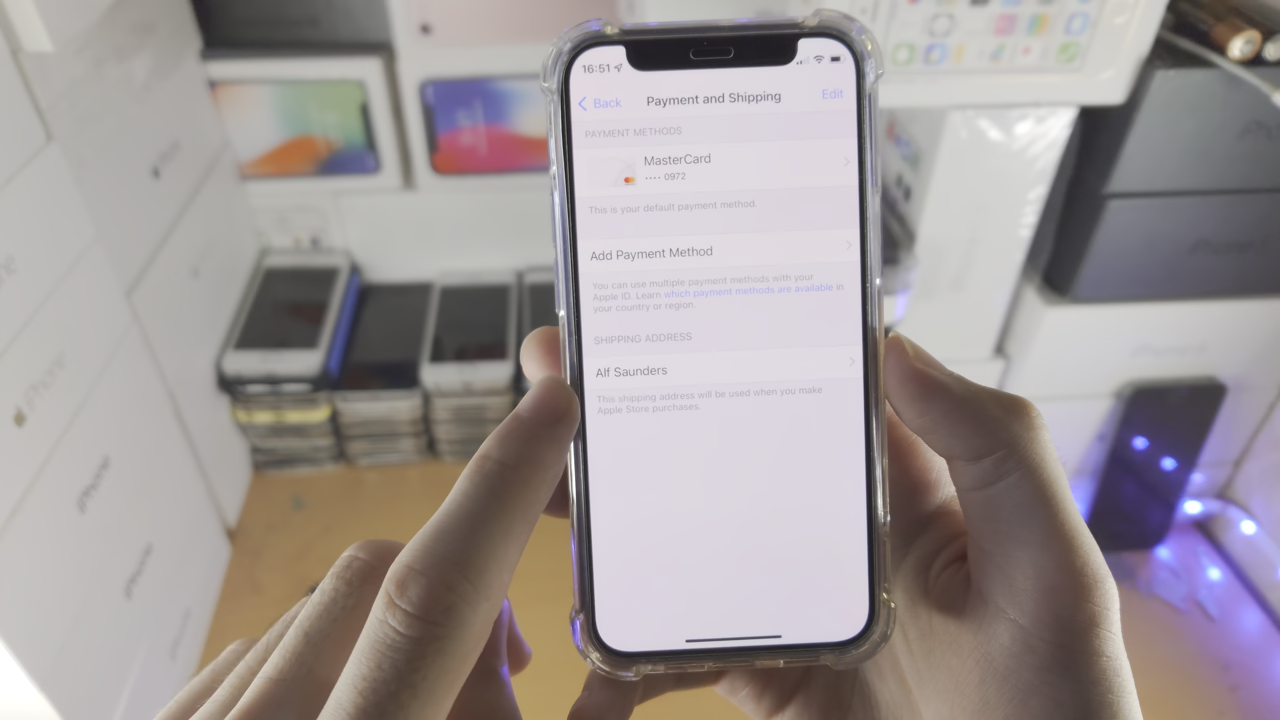 16:51
Back
Payment and Shipping
Edit
PAYMENT METHODS
MasterCard
•••• 0972
This is your default payment method.
Add Payment Method
You can use multiple payment methods with your
Apple ID. Learn which payment methods are available in
your country or region.
SHIPPING ADDRESS
Alf Saunders
This shipping address will be used when you make
Apple Store purchases.
iPhone
iPhone
iPhone